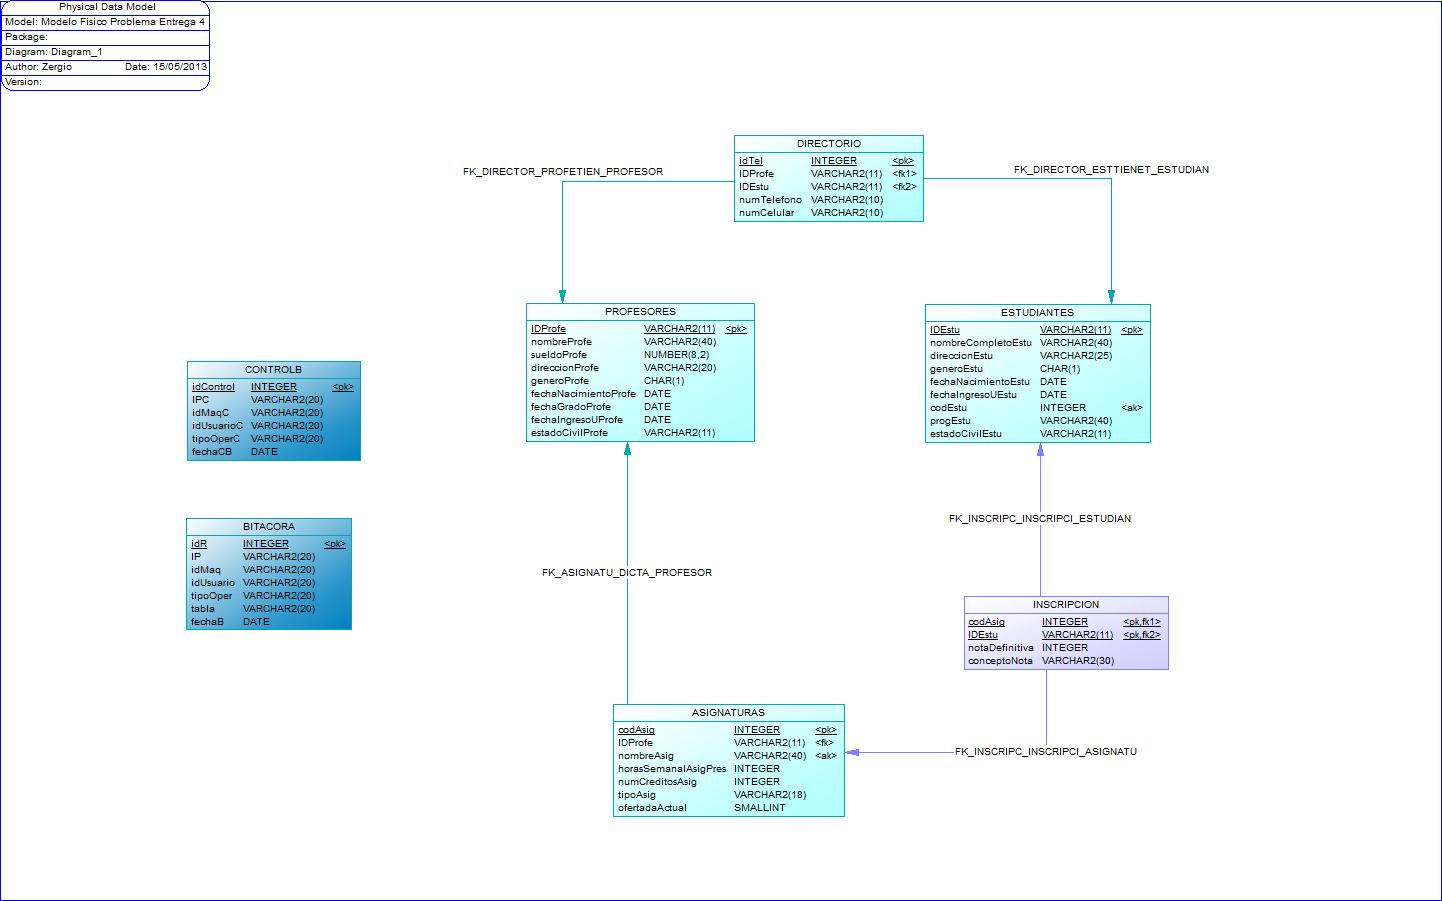 Physical Data Model
Model: Modelo Fisico Problema Entrega 4
Package:
Diagram: Diagram_1
Author: Zergio Date: 15/05/2013
Version:
DIRECTORIO
idTel INTEGER <pk>
IDProfe VARCHAR2(11) <fk1>
IDEstu VARCHAR2(11) <fk2>
numTelefono VARCHAR2(10)
numCelular VARCHAR2(10)
FK_DIRECTOR_PROFETIEN_PROFESOR
FK_DIRECTOR_ESTTIENET_ESTUDIAN
PROFESORES
IDProfe VARCHAR2(11) <pk>
nombreProfe VARCHAR2(40)
sueldoProfe NUMBER(8,2)
direccionProfe VARCHAR2(20)
generoProfe CHAR(1)
fechaNacimientoProfe DATE
fechaGradoProfe DATE
fechaIngresoUProfe DATE
estadoCivilProfe VARCHAR2(11)
ESTUDIANTES
IDEstu VARCHAR2(11) <pk>
nombreCompletoEstu VARCHAR2(40)
direccionEstu VARCHAR2(25)
generoEstu CHAR(1)
fechaNacimientoEstu DATE
fechaIngresoUEstu DATE
codEstu INTEGER <ak>
progEstu VARCHAR2(40)
estadoCivilEstu VARCHAR2(11)
CONTROLB
idControl INTEGER <pk>
IPC VARCHAR2(20)
idMaqC VARCHAR2(20)
idUsuarioC VARCHAR2(20)
tipoOperC VARCHAR2(20)
fechaCB DATE
BITACORA
idR INTEGER <pk>
IP VARCHAR2(20)
idMaq VARCHAR2(20)
idUsuario VARCHAR2(20)
tipoOper VARCHAR2(20)
tabla VARCHAR2(20)
fechaB DATE
FK_INSCRIPC_INSCRIPCI_ESTUDIAN
FK_ASIGNATU_DICTA_PROFESOR
INSCRIPCION
codAsig INTEGER <pk,fk1>
IDEstu VARCHAR2(11) <pk,fk2>
notaDefinitiva INTEGER
conceptoNota VARCHAR2(30)
ASIGNATURAS
codAsig INTEGER <pk>
IDProfe VARCHAR2(11) <fk>
nombreAsig VARCHAR2(40) <ak>
horasSemanalAsigPres INTEGER
numCreditosAsig INTEGER
tipoAsig VARCHAR2(18)
ofertadaActual SMALLINT
FK_INSCRIPC_INSCRIPCI_ASIGNATU